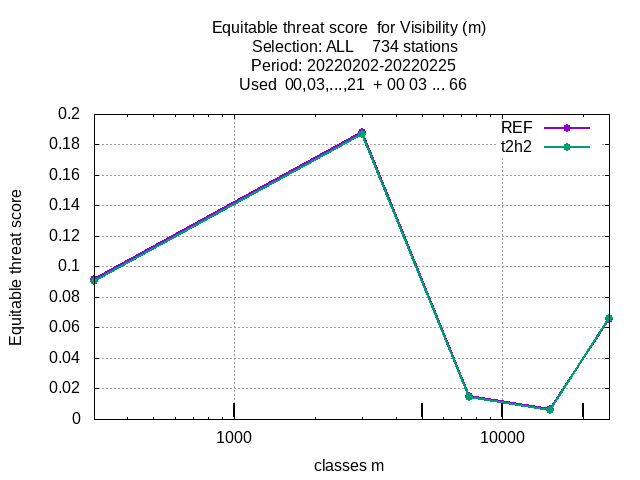 Equitable threat score  for Visibility (m)
Selection: ALL    734 stations
Period: 20220202-20220225
Used  00,03,...,21  + 00 03 ... 66
REF
t2h2
Equitable threat score
0.2
0.18
0.16
0.14
0.12
0.1
0.08
0.06
0.04
0.02
0
1000
10000
classes m